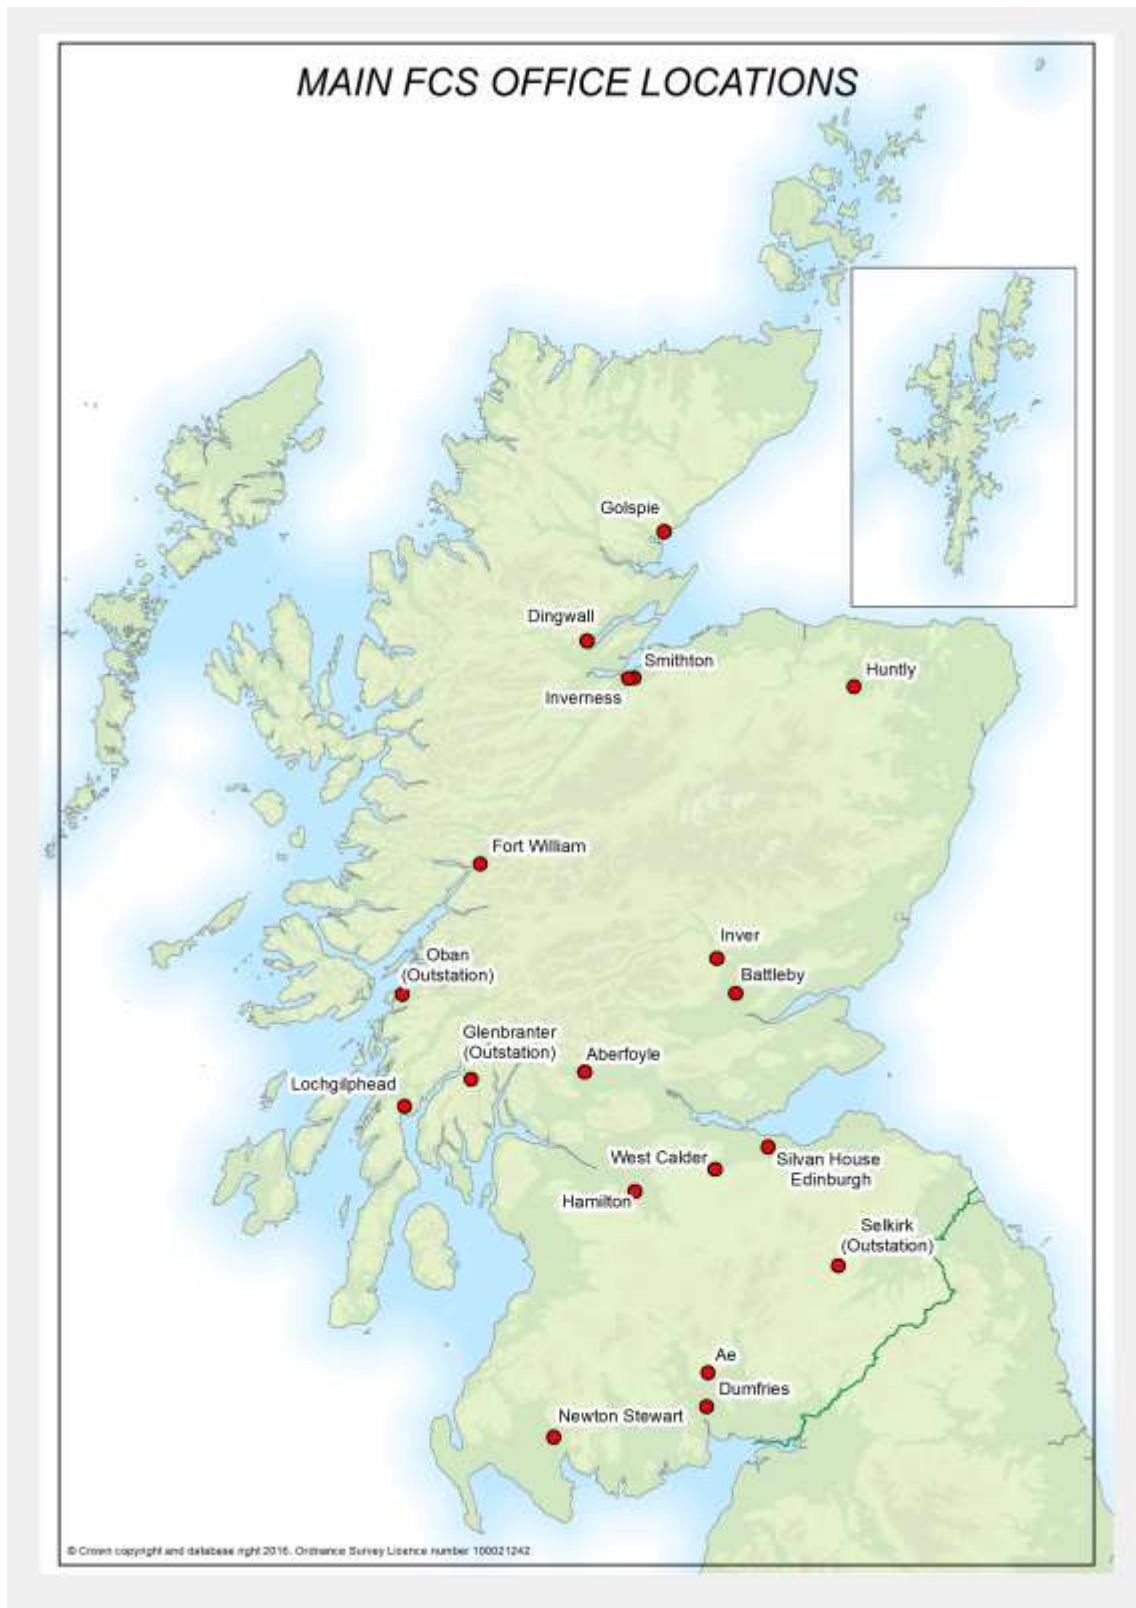 MAIN FCS OFFICE LOCATIONS
Golspie
Dingwall
Smithton
Inverness
Huntly
Fort William
Inver
Oban
(Outstation)
Battleby
Glenbranter
(Outstation)
Aberfoyle
Lochgilphead
West Calder
Silvan House
Edinburgh
Hamilton
Selkirk
(Outstation)
Ae
Dumfries
Newton Stewart
© Crown copyright and database right 2016. Ordnance Survey Licence number 100021242